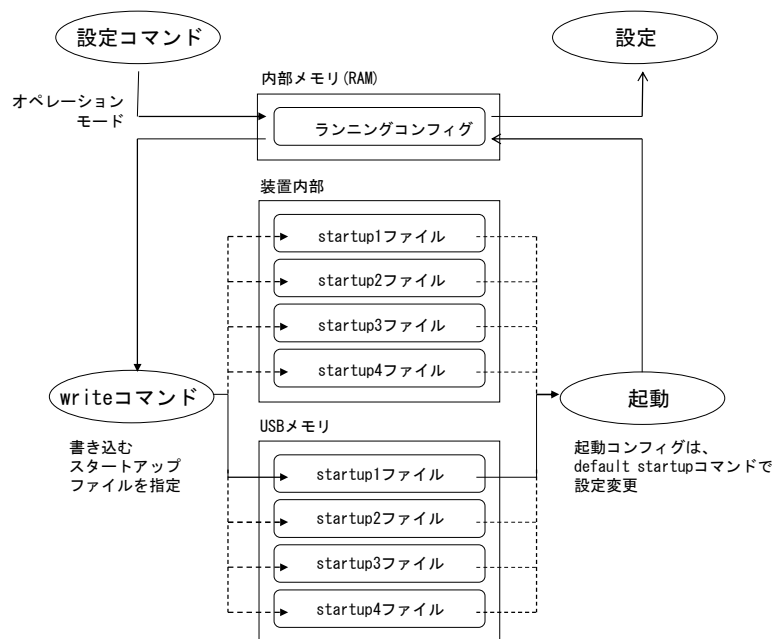 設定コマンド
設定
内部メモリ(RAM)
オペレーション
モード
ランニングコンフィグ
装置内部
startup1ファイル
startup2ファイル
startup3ファイル
startup4ファイル
writeコマンド
起動
書き込む
スタートアップ
ファイルを指定
USBメモリ
起動コンフィグは、
default startupコマンドで
設定変更
startup1ファイル
startup2ファイル
startup3ファイル
startup4ファイル